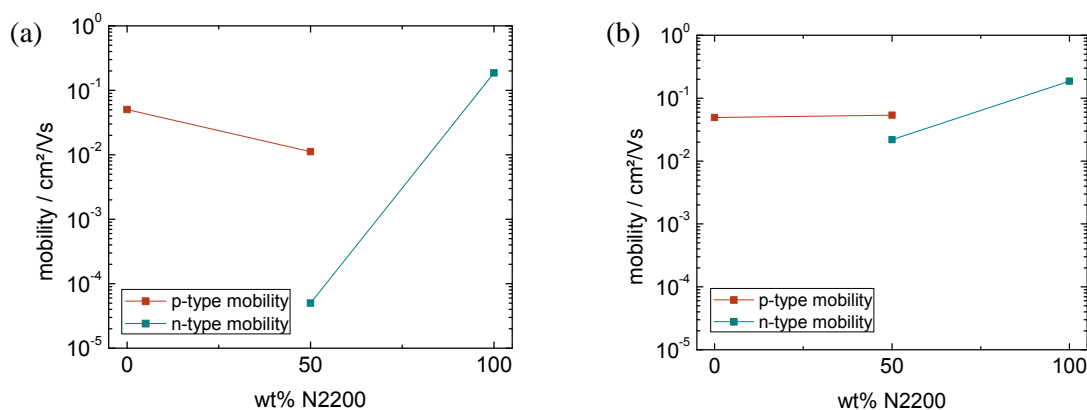 (a)
mobility / cm²/Vs
10⁰
10⁻¹
10⁻²
10⁻³
10⁻⁴
10⁻⁵
p-type mobility
n-type mobility
0 50 100
wt% N2200
(b)
mobility / cm²/Vs
10⁰
10⁻¹
10⁻²
10⁻³
10⁻⁴
10⁻⁵
p-type mobility
n-type mobility
0 50 100
wt% N2200